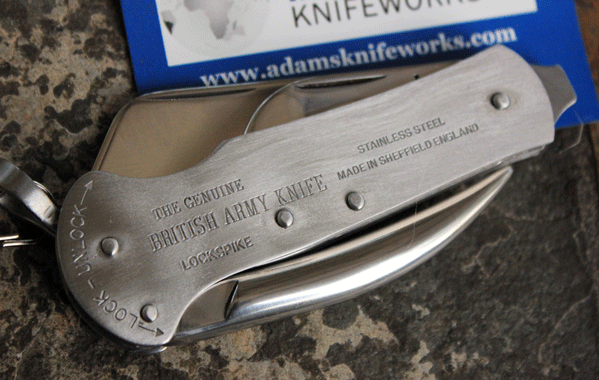 KNIFEWORKS
www.adamsknifeworks.com
STAINLESS STEEL
MADE IN SHEFFIELD ENGLAND
THE GENUINE
BRITISH ARMY KNIFE
LOCKSPIKE
LOCK - UNLOCK